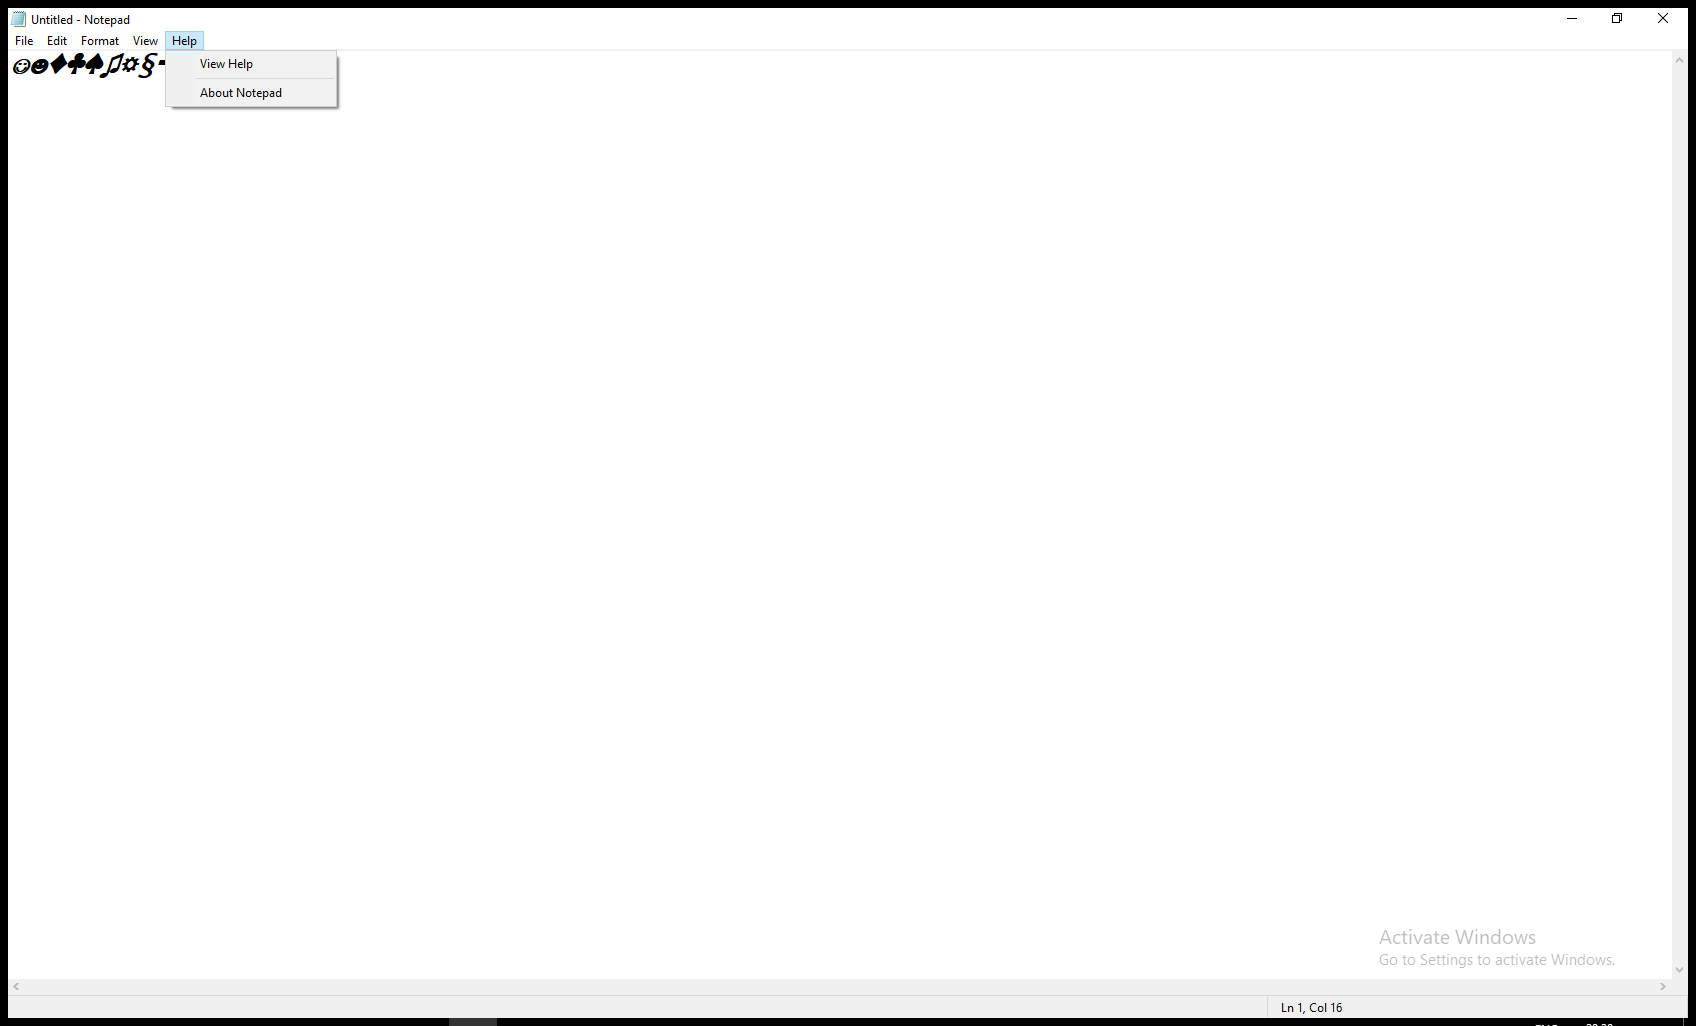 Untitled - Notepad
File Edit Format View Help
☺☻♦♣♠♫☼§
View Help
About Notepad
Activate Windows
Go to Settings to activate Windows.
Ln 1, Col 16